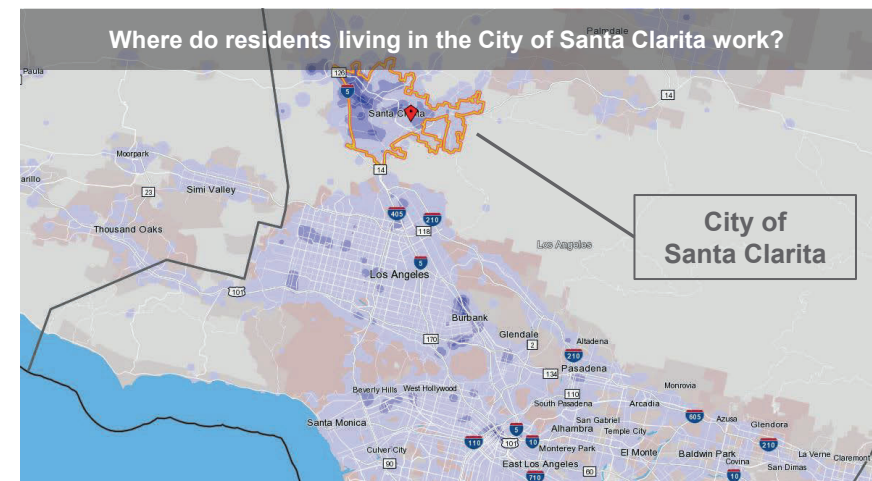 Palmdale
Where do residents living in the City of Santa Clarita work?
Paula
126
5
14
Santa Clarita
14
Moorpark
arillo
23
Simi Valley
405
210
118
City of
Santa Clarita
Thousand Oaks
Los Angeles
5
Los Angeles
101
Burbank
170
Glendale
2
Altadena
210
134
Pasadena
Monrovia
Beverly Hills
West Hollywood
110
South Pasadena
Arcadia
605
Azusa
Glendora
Santa Monica
5
San Gabriel
Alhambra
Temple City
210
110
101
10
Monterey Park
Culver City
El Monte
Baldwin Park
La Verne
Claremont
90
East Los Angeles
60
Covina
San Dimas
710
10